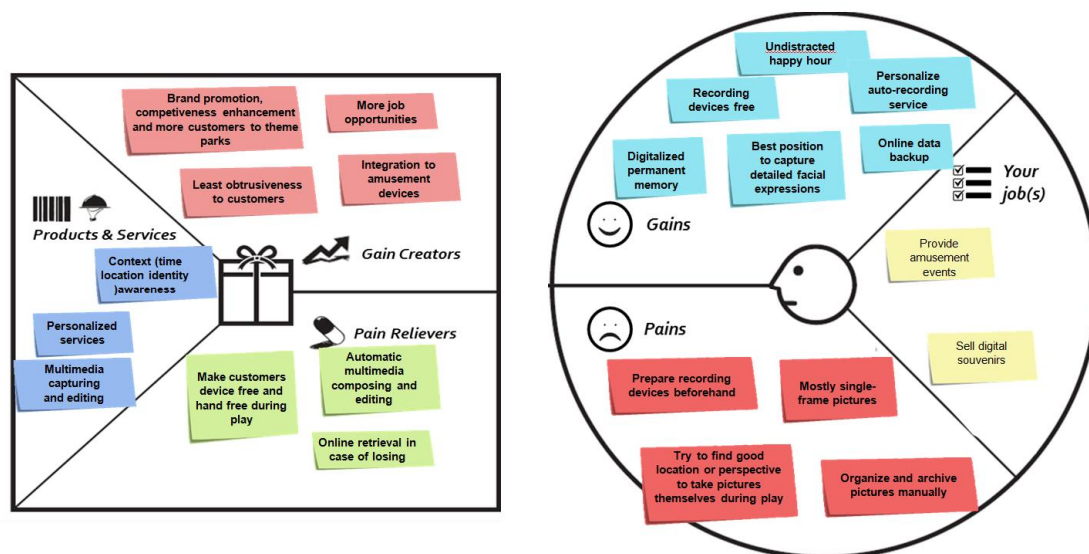 Brand promotion,
competiveness enhancement
and more customers to theme
parks
More job
opportunities
Least obtrusiveness
to customers
Integration to
amusement
devices
Products & Services
Gain Creators
Context (time
location identity
)awareness
Personalized
services
Multimedia
capturing
and editing
Pain Relievers
Make customers
device free and
hand free during
play
Automatic
multimedia
composing and
editing
Online retrieval in
case of losing
Undistracted
happy hour
Recording
devices free
Personalize
auto-recording
service
Digitalized
permanent
memory
Best position
to capture
detailed facial
expressions
Online data
backup
Your
job(s)
Gains
Provide
amusement
events
Pains
Sell digital
souvenirs
Prepare recording
devices beforehand
Mostly single-
frame pictures
Try to find good
location or perspective
to take pictures
themselves during play
Organize and archive
pictures manually